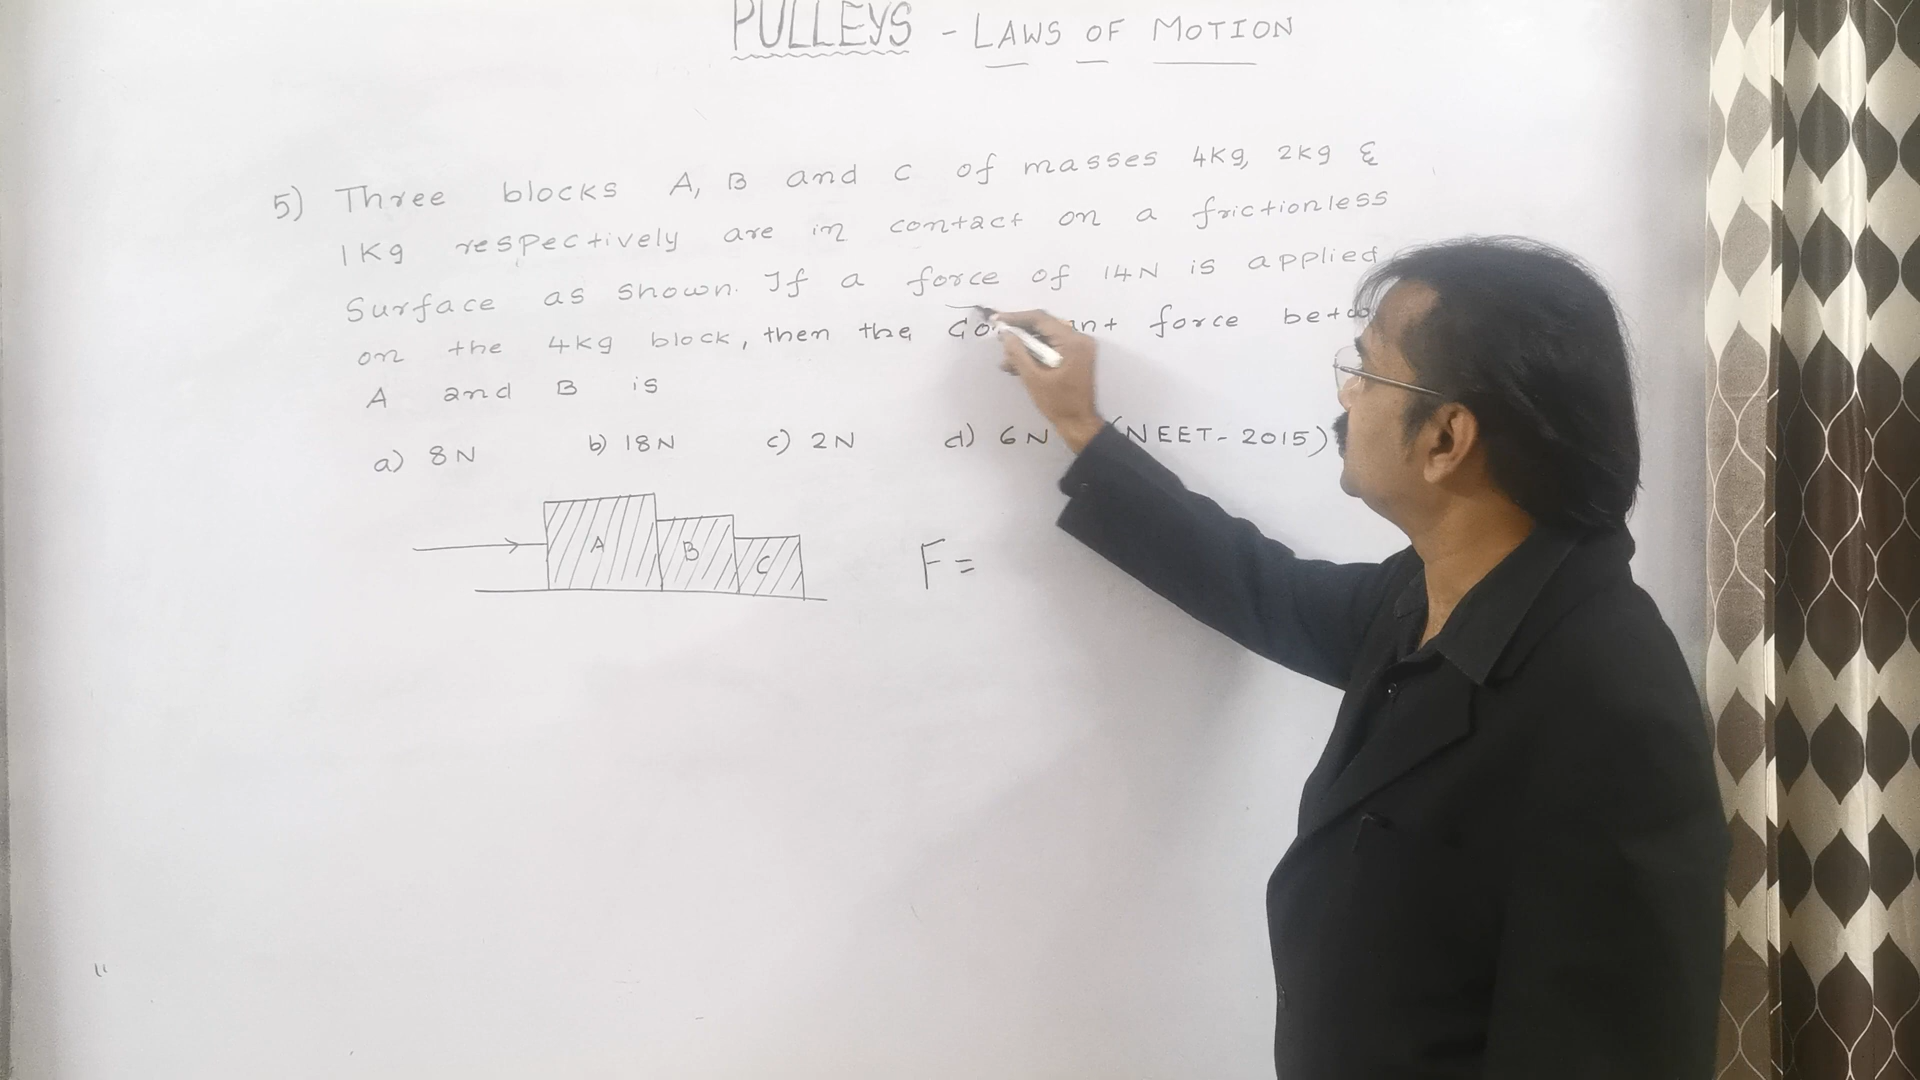 PULLEYS - LAWS OF MOTION
5) Three blocks A, B and C of masses 4kg, 2kg &
1Kg respectively are in contact on a frictionless
Surface as shown. If a force of 14N is applied
on the 4kg block, then the force
A and B is
a) 8N b) 18N c) 2N d) 6N (NEET-2015)
A B C
F=